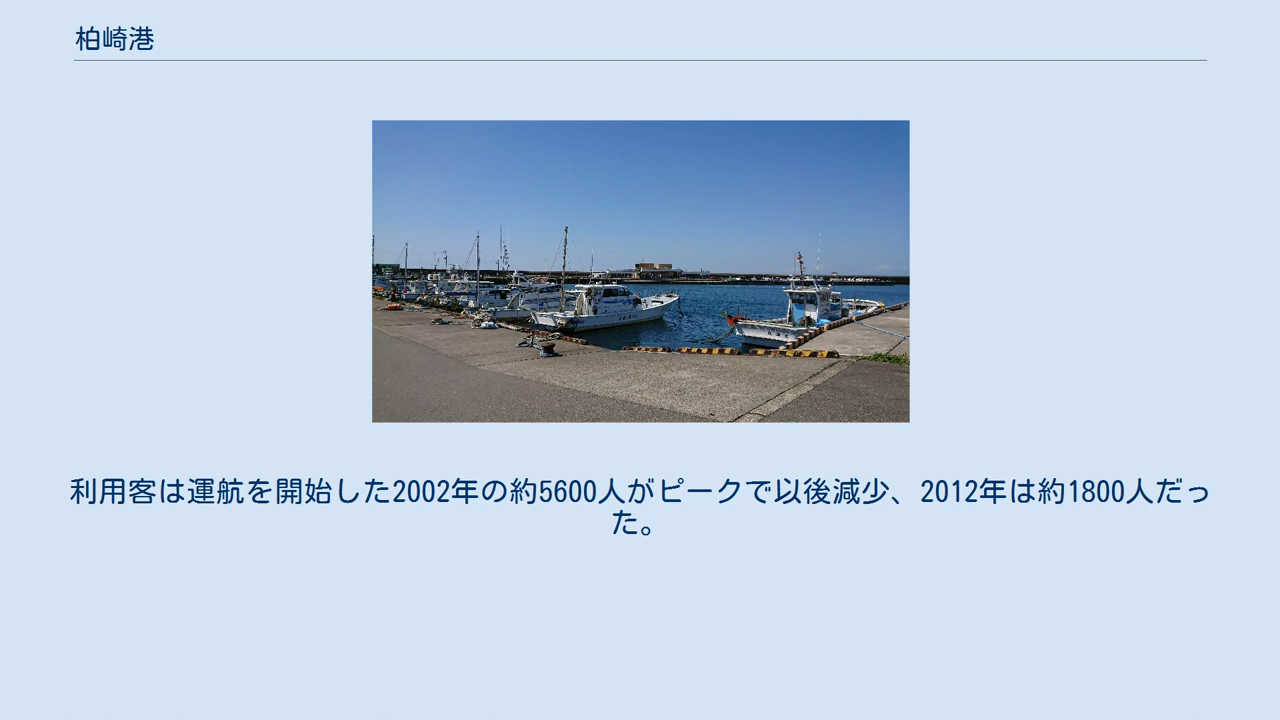 柏崎港
利用客は運航を開始した2002年の約5600人がピークで以後減少、2012年は約1800人だっ
た。